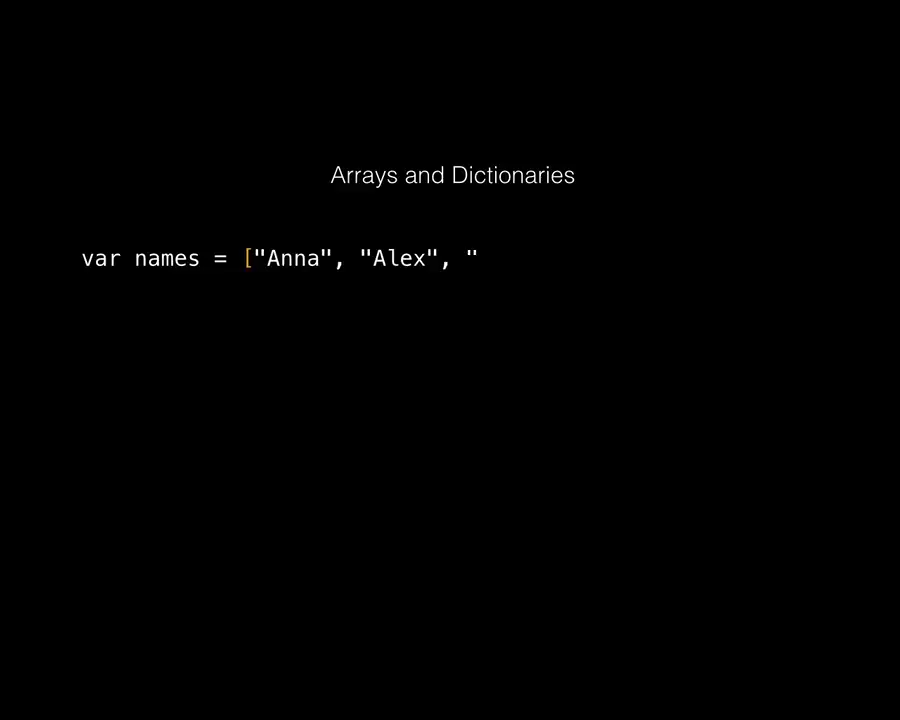 Arrays and Dictionaries
var names = ["Anna", "Alex", "